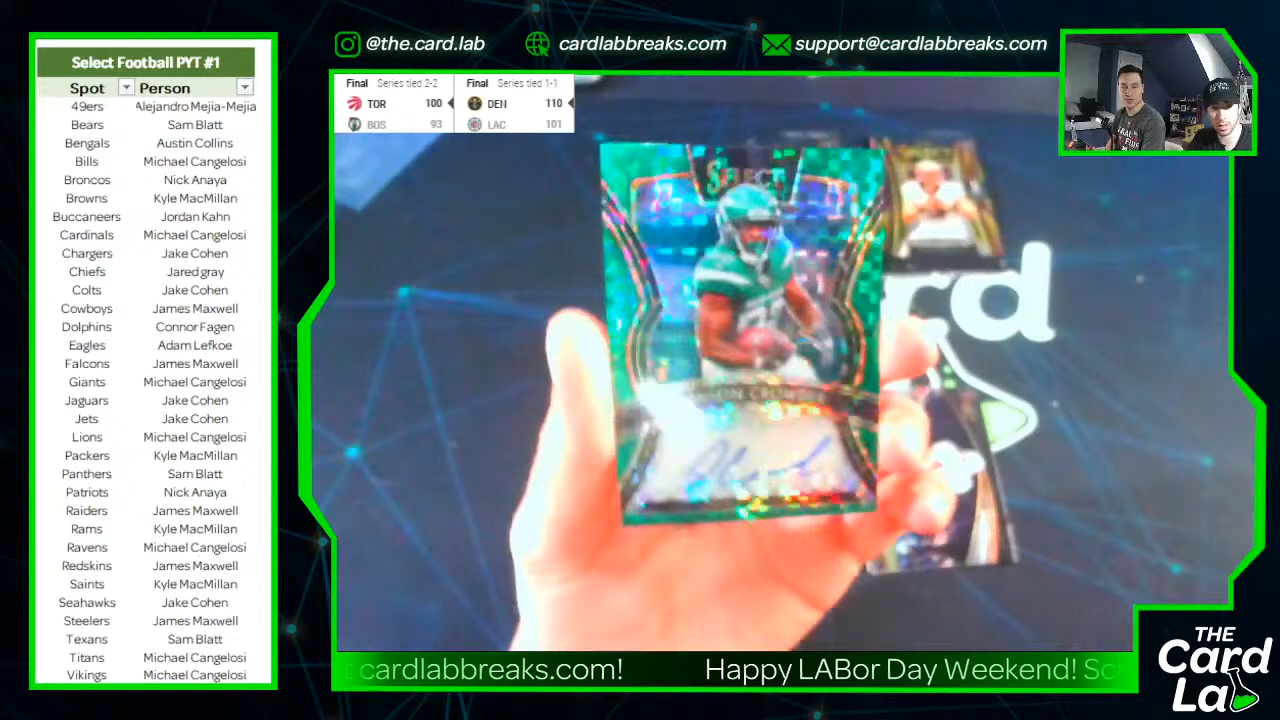 @the.card.lab
cardlabbreaks.com
support@cardlabbreaks.com
Select Football PYT #1
Spot Person
49ers Alejandro Mejia-Mejia
Bears Sam Blatt
Bengals Austin Collins
Bills Michael Cangelosi
Broncos Nick Anaya
Browns Kyle MacMillan
Buccaneers Jordan Kahn
Cardinals Michael Cangelosi
Chargers Jake Cohen
Chiefs Jared gray
Colts Jake Cohen
Cowboys James Maxwell
Dolphins Connor Fagen
Eagles Adam Lefkoe
Falcons James Maxwell
Giants Michael Cangelosi
Jaguars Jake Cohen
Jets Jake Cohen
Lions Michael Cangelosi
Packers Kyle MacMillan
Panthers Sam Blatt
Patriots Nick Anaya
Raiders James Maxwell
Rams Kyle MacMillan
Ravens Michael Cangelosi
Redskins James Maxwell
Saints Kyle MacMillan
Seahawks Jake Cohen
Steelers James Maxwell
Texans Sam Blatt
Titans Michael Cangelosi
Vikings Michael Cangelosi
Final Series tied 2-2
TOR 100
BOS 93
Final Series tied 1-1
DEN 110
LAC 101
SELECT
ard
cardlabbreaks.com! Happy LABor Day Weekend! Sc
THE
Card
La